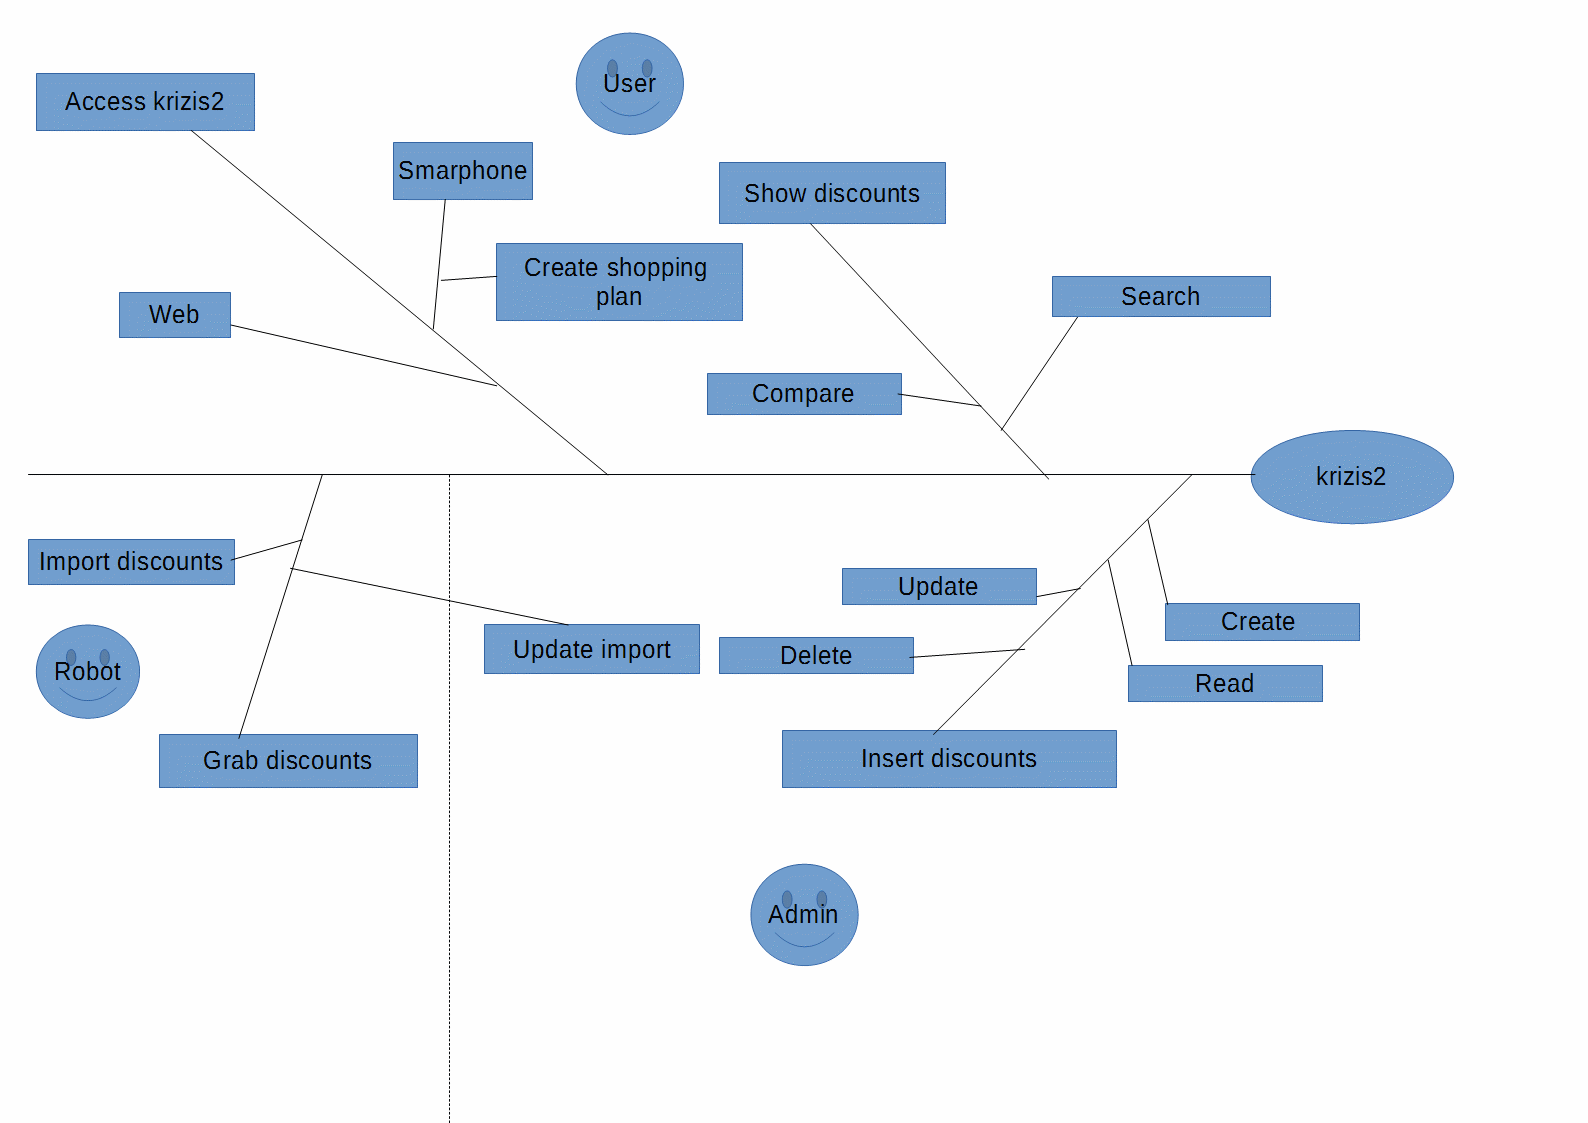 User
Access krizis2
Smarphone
Show discounts
Create shopping
plan
Search
Web
Compare
krizis2
Import discounts
Update
Create
Update import
Delete
Robot
Read
Grab discounts
Insert discounts
Admin